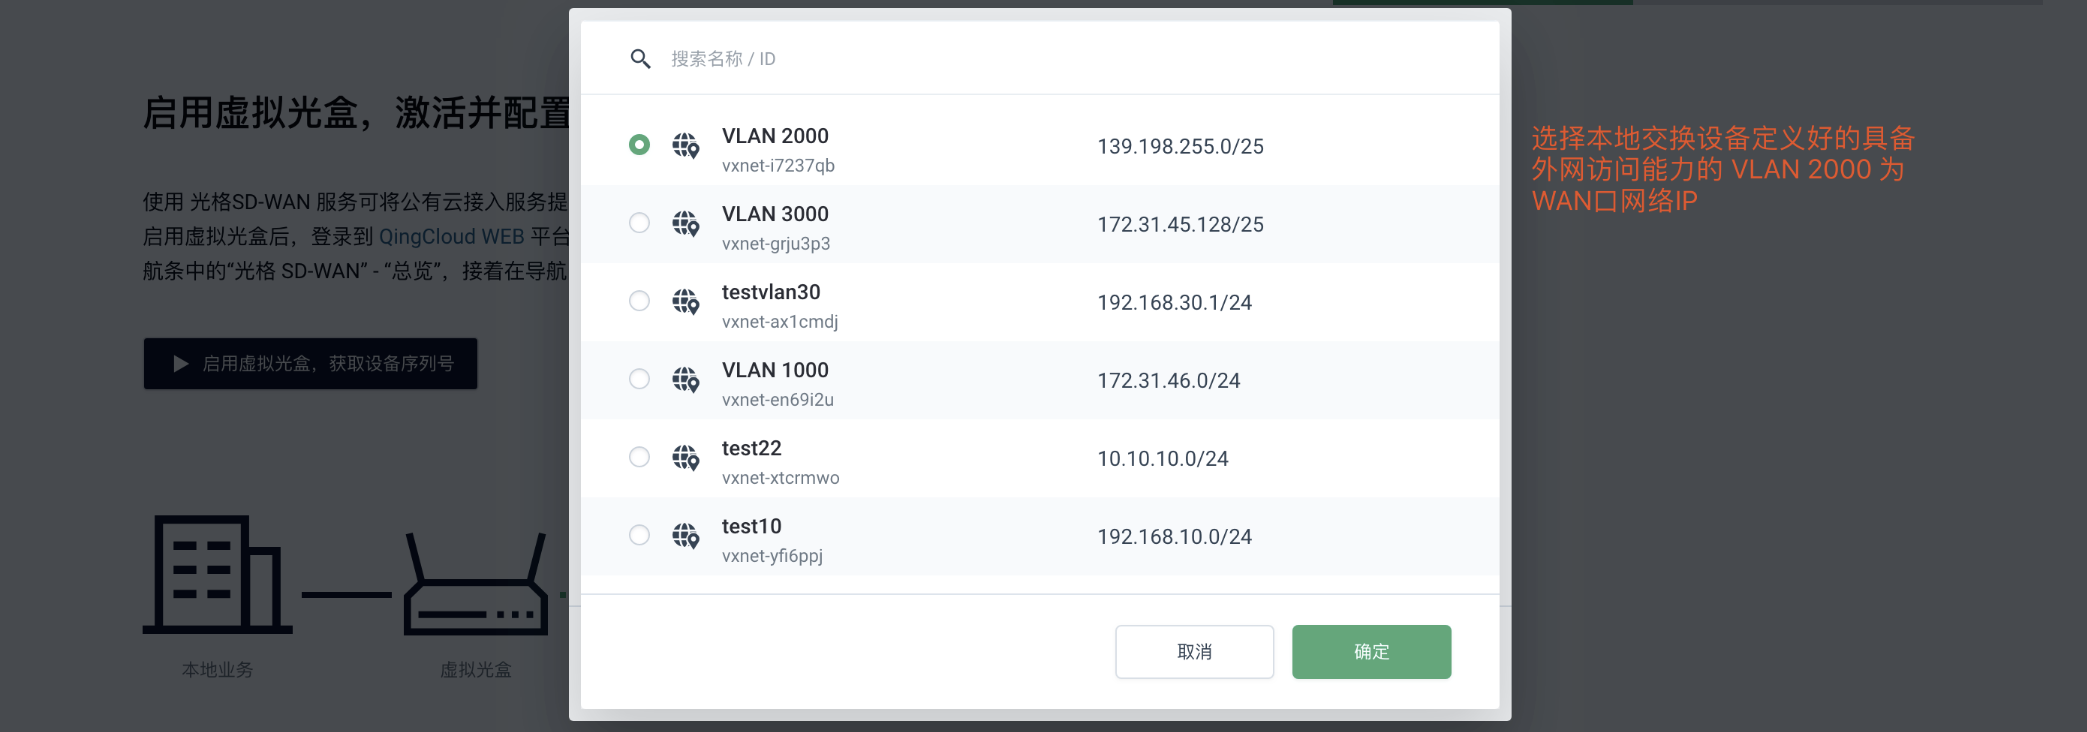 搜索名称 / ID
启用虚拟光盒，激活并配置
使用 光格SD-WAN 服务可将公有云接入服务提
启用虚拟光盒后，登录到 QingCloud WEB 平台
航条中的“光格 SD-WAN” - “总览”，接着在导航
启用虚拟光盒，获取设备序列号
本地业务
虚拟光盒
VLAN 2000
vxnet-i7237qb
139.198.255.0/25
VLAN 3000
vxnet-grju3p3
172.31.45.128/25
testvlan30
vxnet-ax1cmdj
192.168.30.1/24
VLAN 1000
vxnet-en69i2u
172.31.46.0/24
test22
vxnet-xtcrmwo
10.10.10.0/24
test10
vxnet-yfi6ppj
192.168.10.0/24
取消
确定
选择本地交换设备定义好的具备
外网访问能力的 VLAN 2000 为
WAN口网络IP